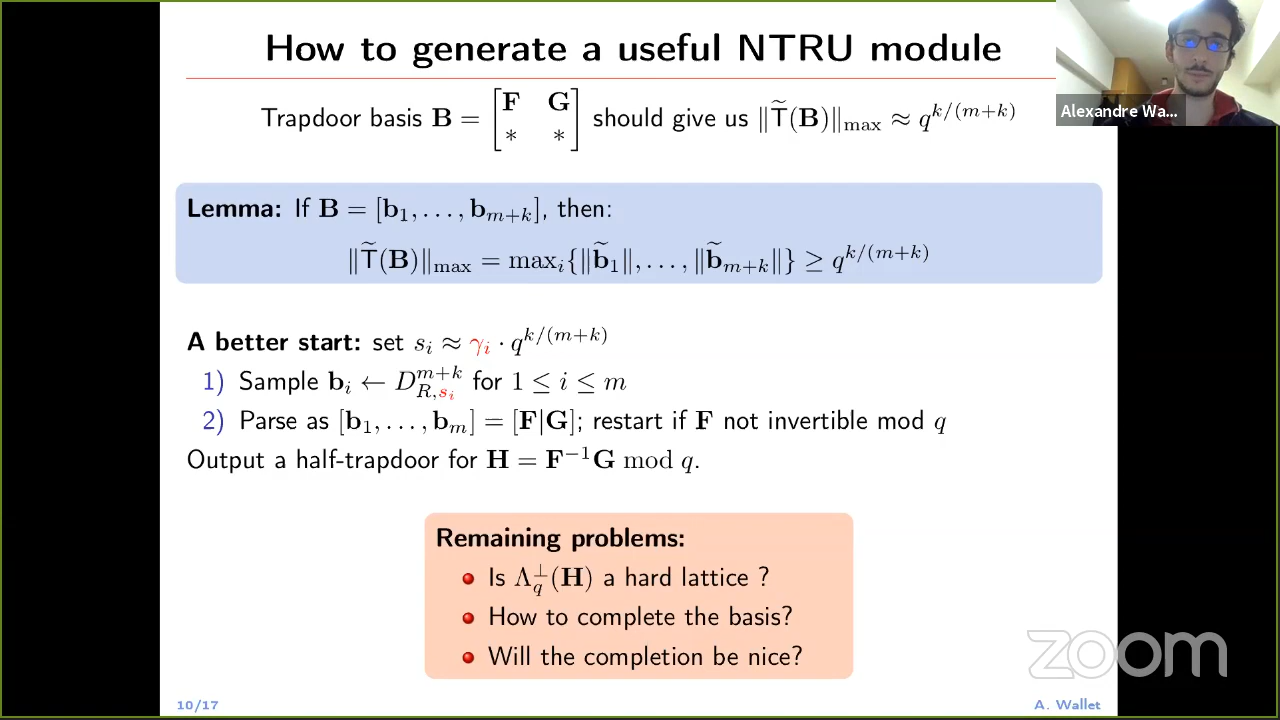 How to generate a useful NTRU module
Trapdoor basis B = [F G * *] should give us ‖T̃(B)‖max ≈ q^{k/(m+k)}
Alexandre Wa...
Lemma: If B = [b₁, . . . , b_{m+k}], then:
‖T̃(B)‖max = maxᵢ{‖b̃₁‖, . . . , ‖b̃_{m+k}‖} ≥ q^{k/(m+k)}
A better start: set sᵢ ≈ γᵢ · q^{k/(m+k)}
1) Sample bᵢ ← D^{m+k}_{R,sᵢ} for 1 ≤ i ≤ m
2) Parse as [b₁, . . . , bₘ] = [F|G]; restart if F not invertible mod q
Output a half-trapdoor for H = F⁻¹G mod q.
Remaining problems:
• Is Λ_q^⊥(H) a hard lattice ?
• How to complete the basis?
• Will the completion be nice?
zoom
10/17
A. Wallet